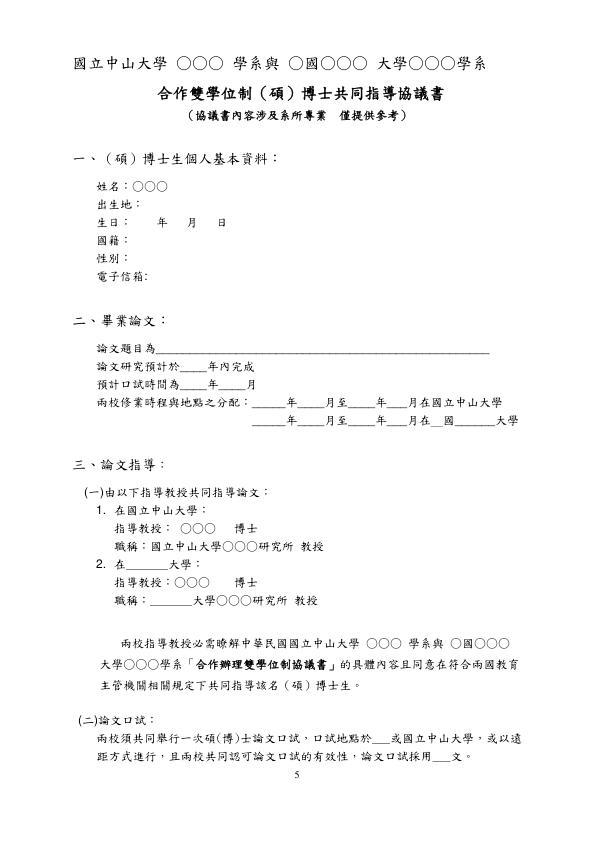 國立中山大學 ○○○ 學系與 ○國○○○ 大學○○○學系
合作雙學位制（碩）博士共同指導協議書
（協議書內容涉及系所專業 僅提供參考）
一、（碩）博士生個人基本資料：
姓名：○○○
出生地：
生日： 年 月 日
國籍：
性別：
電子信箱:
二、畢業論文：
論文題目為________________________________________________
論文研究預計於____年內完成
預計口試時間為____年____月
兩校修業時程與地點之分配：_____年____月至____年___月在國立中山大學
_____年____月至____年___月在__國______大學
三、論文指導：
(一)由以下指導教授共同指導論文：
1. 在國立中山大學：
指導教授： ○○○ 博士
職稱：國立中山大學○○○研究所 教授
2. 在______大學：
指導教授：○○○ 博士
職稱：______大學○○○研究所 教授
兩校指導教授必需瞭解中華民國國立中山大學 ○○○ 學系與 ○國○○○
大學○○○學系「合作辦理雙學位制協議書」的具體內容且同意在符合兩國教育
主管機關相關規定下共同指導該名（碩）博士生。
(二)論文口試：
兩校須共同舉行一次碩(博)士論文口試，口試地點於___或國立中山大學，或以遠
距方式進行，且兩校共同認可論文口試的有效性，論文口試採用___文。
5